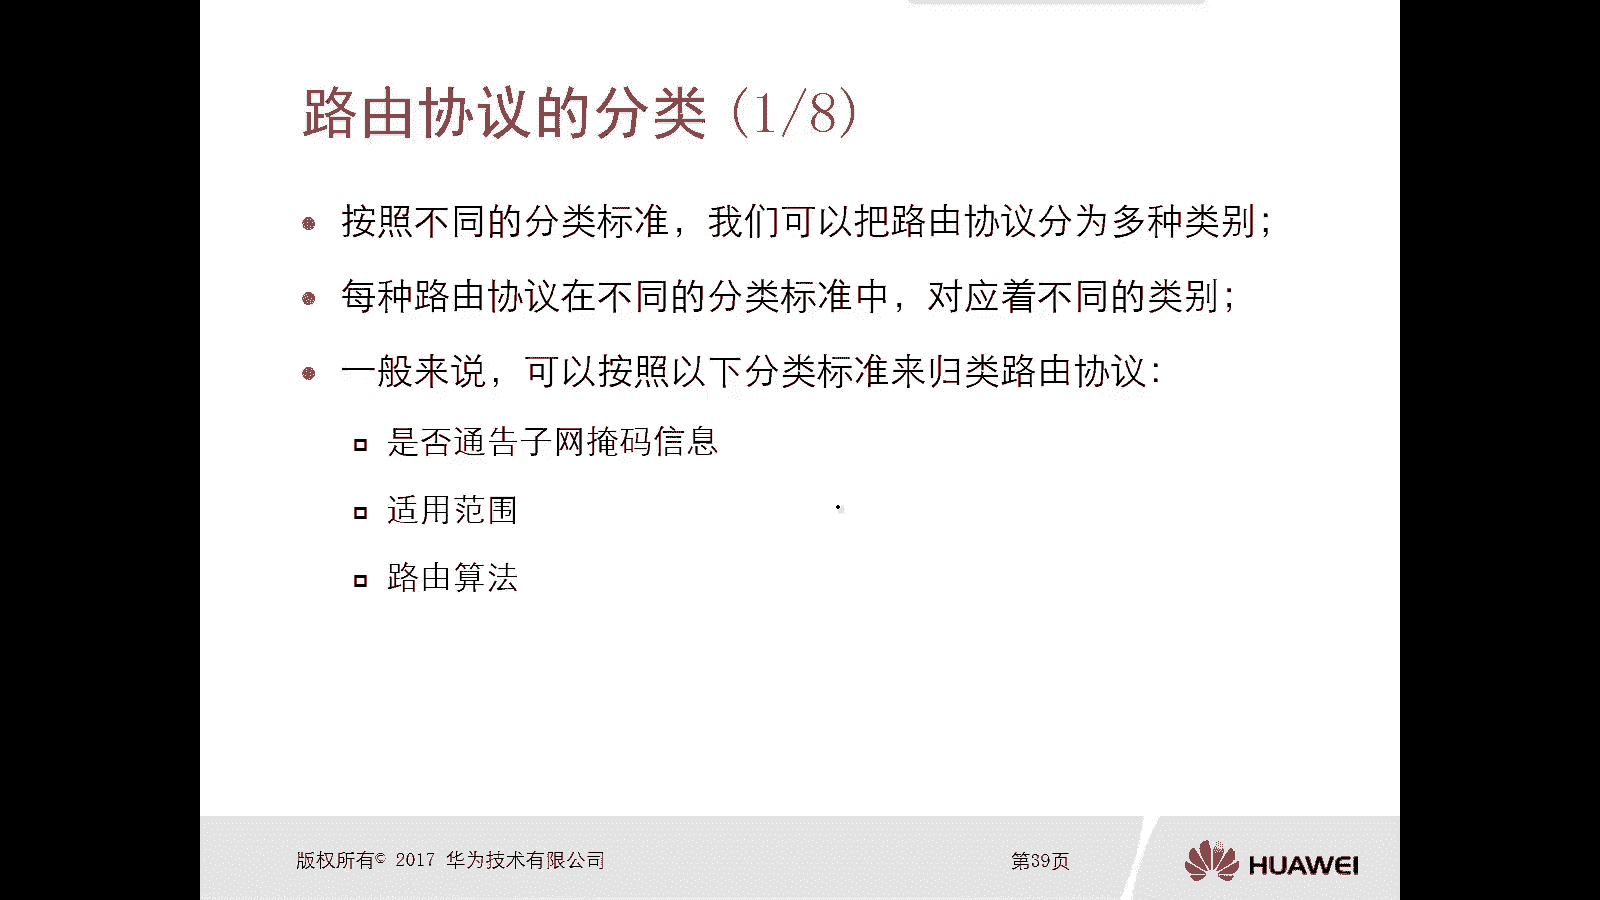 路由协议的分类 (1/8)
按照不同的分类标准，我们可以把路由协议分为多种类别；
每种路由协议在不同的分类标准中，对应着不同的类别；
一般来说，可以按照以下分类标准来归类路由协议：
是否通告子网掩码信息
适用范围
路由算法
版权所有© 2017 华为技术有限公司
第39页
HUAWEI